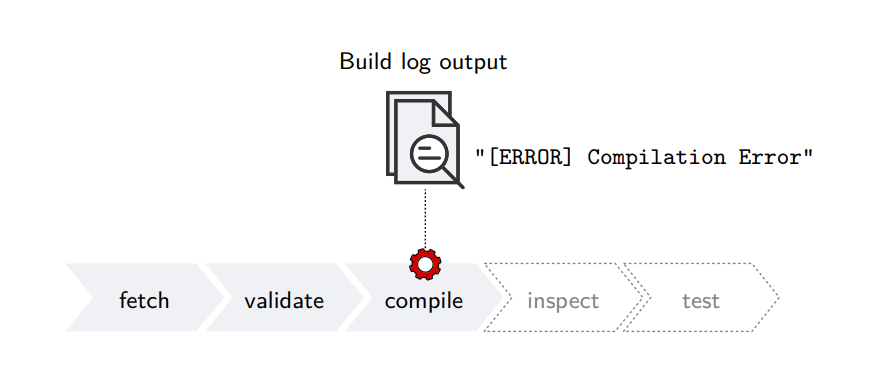 Build log output
"[ERROR] Compilation Error"
fetch
validate
compile
inspect
test